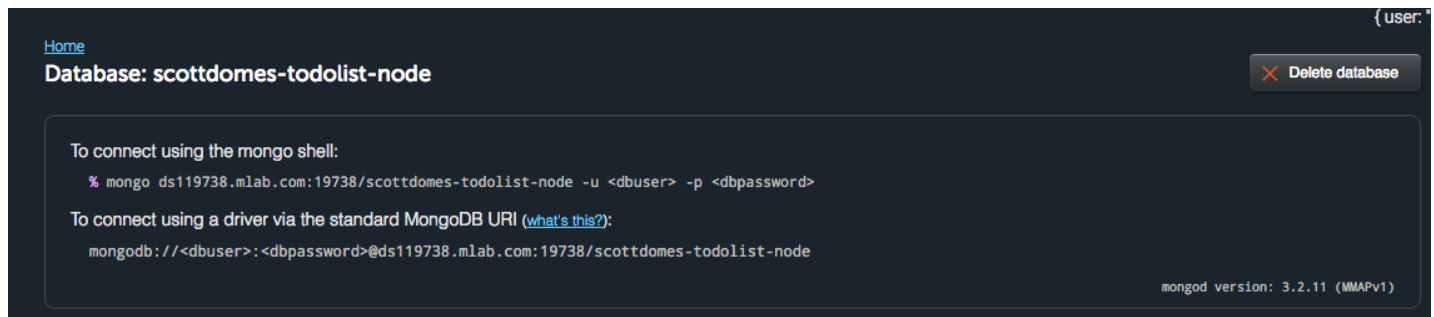 { user: "
Home
Database: scottdomes-todolist-node
Delete database
To connect using the mongo shell:
% mongo ds119738.mlab.com:19738/scottdomes-todolist-node -u <dbuser> -p <dbpassword>
To connect using a driver via the standard MongoDB URI (what's this?):
mongodb://<dbuser>:<dbpassword>@ds119738.mlab.com:19738/scottdomes-todolist-node
mongod version: 3.2.11 (MMAPv1)